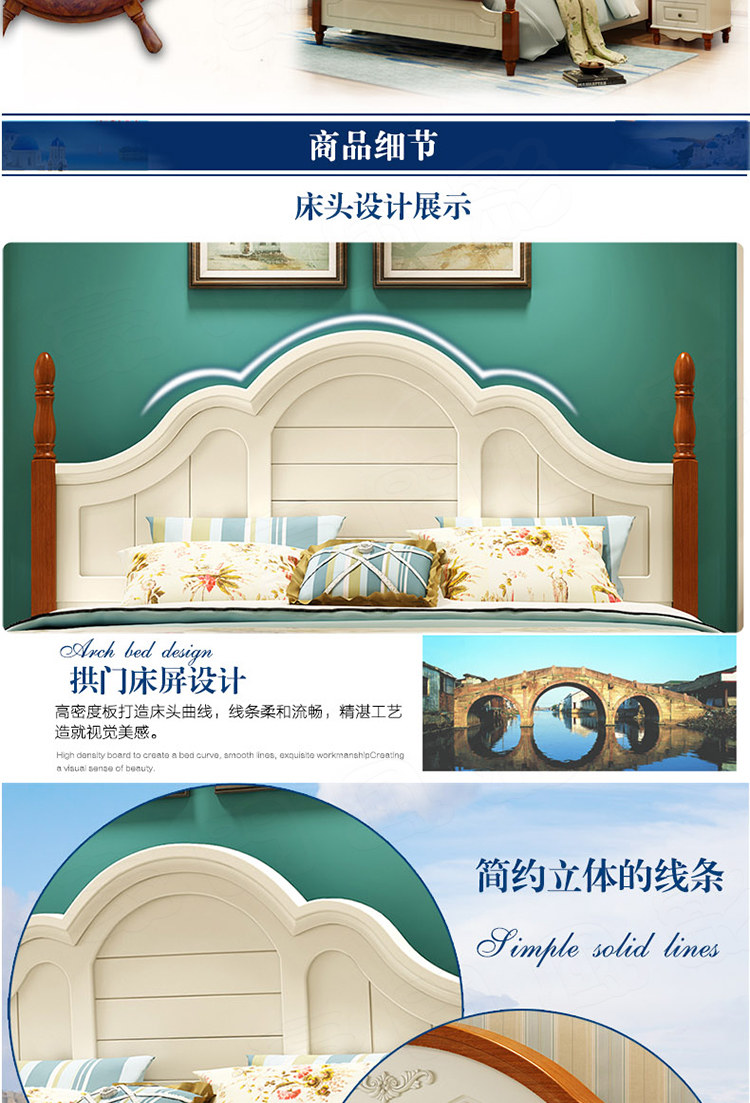 商品细节
床头设计展示
Arch bed design
拱门床屏设计
高密度板打造床头曲线，线条柔和流畅，精湛工艺
造就视觉美感。
High density board to create a bed curve, smooth lines, exquisite workmanshipCreating
a visual sense of beauty.
简约立体的线条
Simple solid lines